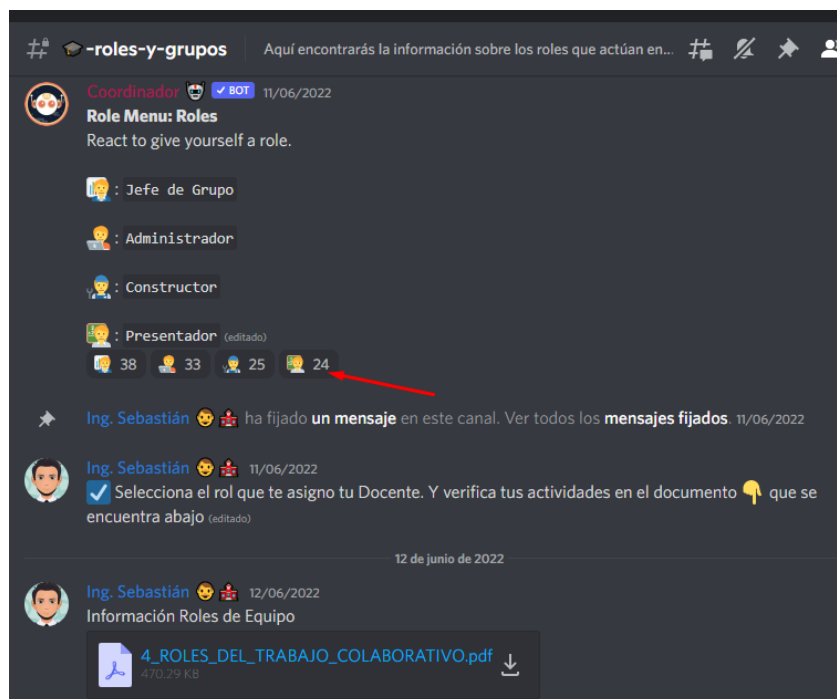 -roles-y-grupos Aquí encontrarás la información sobre los roles que actúan en...
Coordinador BOT 11/06/2022
Role Menu: Roles
React to give yourself a role.
: Jefe de Grupo
: Administrador
: Constructor
: Presentador (editado)
38 33 25 24
Ing. Sebastián ha fijado un mensaje en este canal. Ver todos los mensajes fijados. 11/06/2022
Ing. Sebastián 11/06/2022
Selecciona el rol que te asigno tu Docente. Y verifica tus actividades en el documento que se
encuentra abajo (editado)
12 de junio de 2022
Ing. Sebastián 12/06/2022
Información Roles de Equipo
4_ROLES_DEL_TRABAJO_COLABORATIVO.pdf
470.29 KB